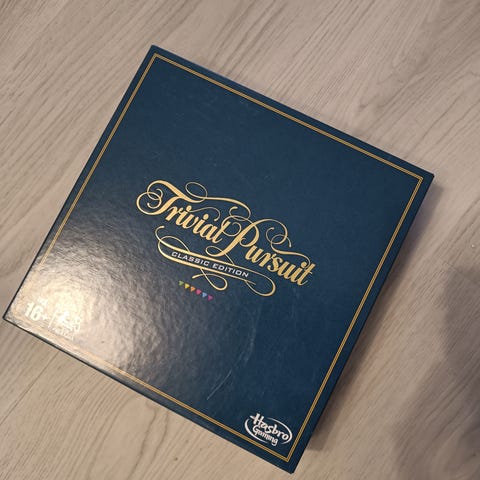 Trivial Pursuit
CLASSIC EDITION
16+
Hasbro
Gaming